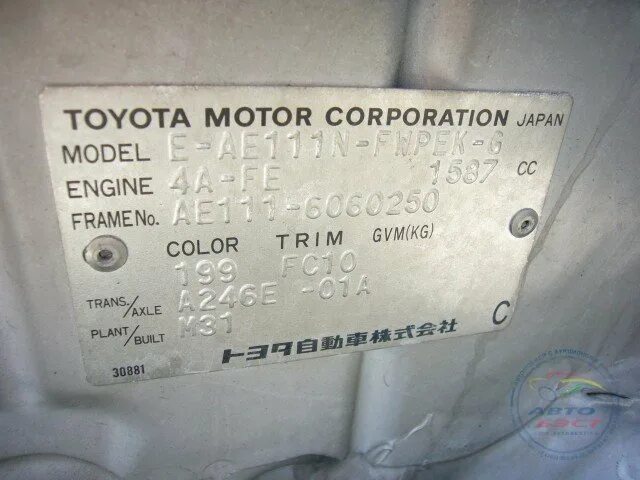 TOYOTA MOTOR CORPORATION JAPAN
MODEL E-AE111N-FWPEK-G
ENGINE 4A-FE 1587 CC
FRAME No. AE111-6060250
COLOR TRIM GVM(KG)
199 FC10
TRANS./AXLE A246E -01A
PLANT/BUILT M31
C
トヨタ自動車株式会社
30881
АВТО